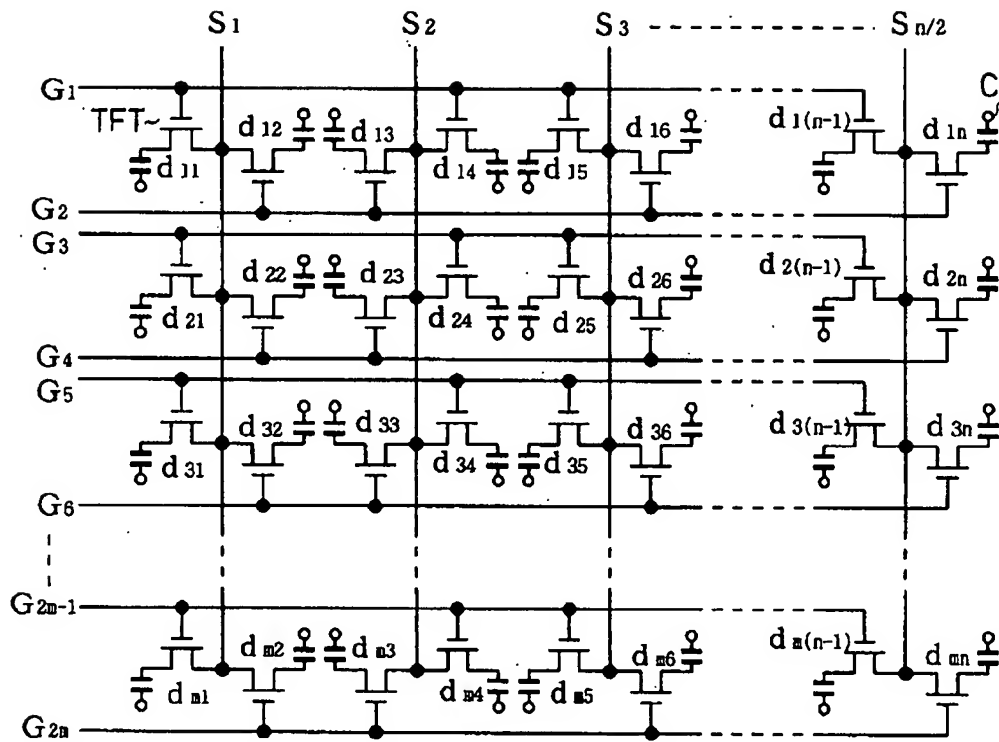 S1 S2 S3 Sn/2
G1 C
TFT d12 d13 d16 d1(n-1) d1n
d11 d14 d15
G2
G3
d22 d23 d26 d2(n-1) d2n
d21 d24 d25
G4
G5
d32 d33 d36 d3(n-1) d3n
d31 d34 d35
G6
G2m-1
dm2 dm3 dm6 dm(n-1) dmn
dm1 dm4 dm5
G2m